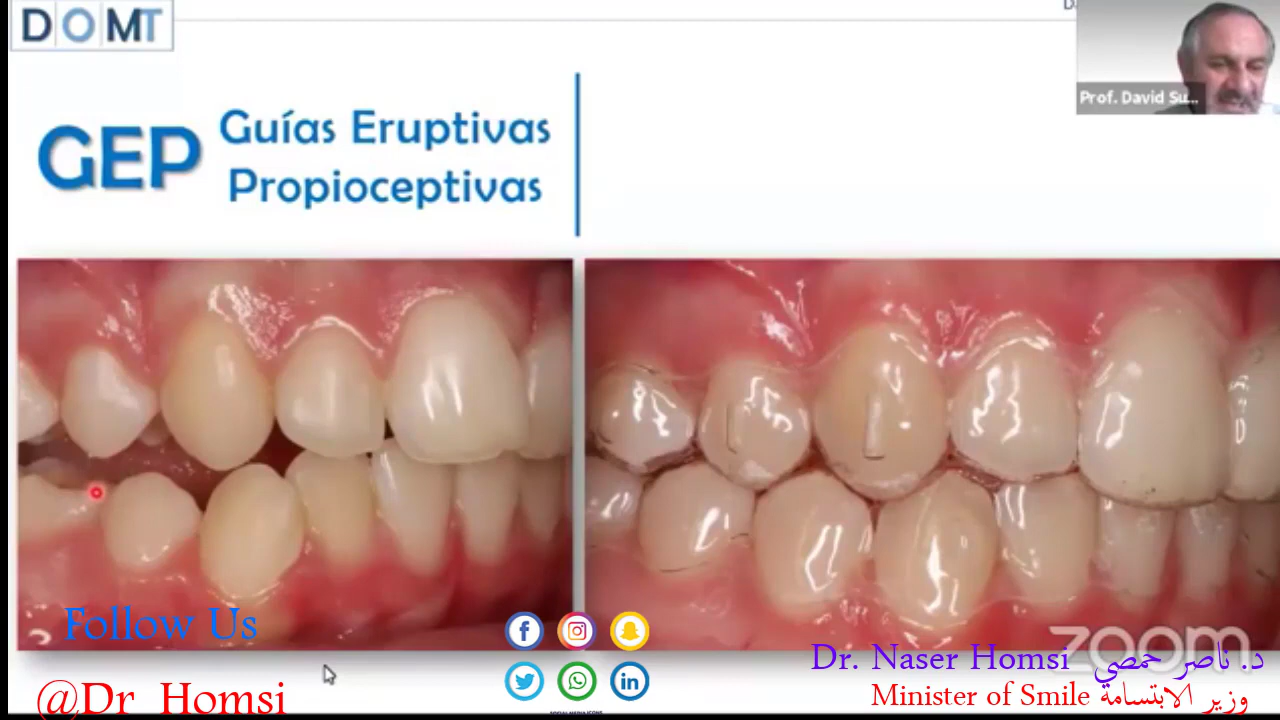 DOMT
Prof. David Su...
GEP
Guías Eruptivas
Propioceptivas
Follow Us
@Dr_Homsi
zoom
Dr. Naser Homsi د. ناصر حمصي
Minister of Smile وزير الابتسامة